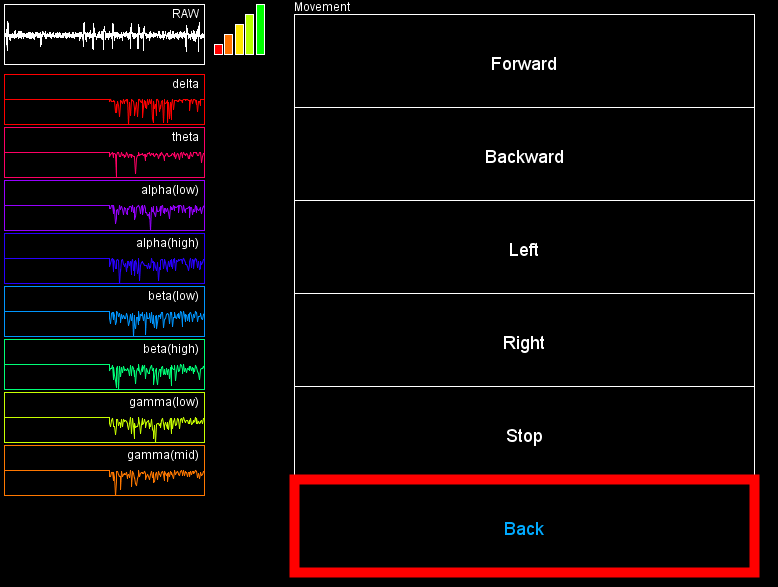 RAW
delta
theta
alpha(low)
alpha(high)
beta(low)
beta(high)
gamma(low)
gamma(mid)
Movement
Forward
Backward
Left
Right
Stop
Back